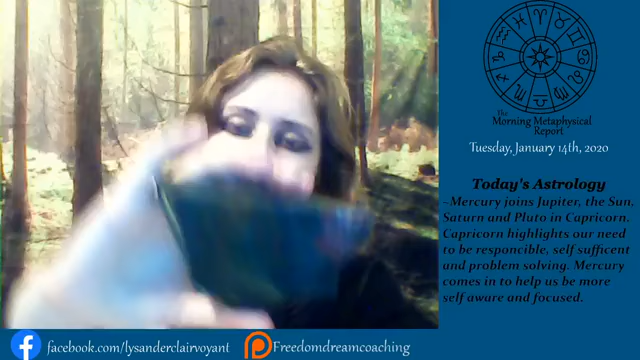 The
Morning Metaphysical
Report
Tuesday, January 14th, 2020
Today's Astrology
~Mercury joins Jupiter, the Sun,
Saturn and Pluto in Capricorn.
Capricorn highlights our need
to be responcible, self sufficent
and problem solving. Mercury
comes in to help us be more
self aware and focused.
facebook.com/lysanderclairvoyant
Freedomdreamcoaching